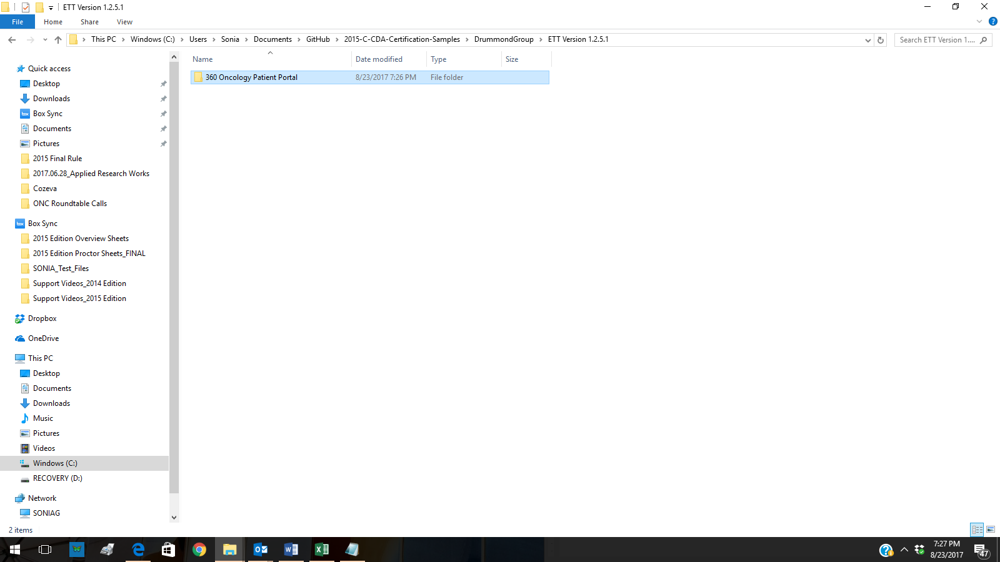 ETT Version 1.2.5.1
File Home Share View
This PC Windows (C:) Users Sonia Documents GitHub 2015-C-CDA-Certification-Samples DrummondGroup ETT Version 1.2.5.1
Search ETT Version 1....
Name Date modified Type Size
360 Oncology Patient Portal 8/23/2017 7:26 PM File folder
Quick access
Desktop
Downloads
box Box Sync
Documents
Pictures
2015 Final Rule
2017.06.28_Applied Research Works
Cozeva
ONC Roundtable Calls
box Box Sync
2015 Edition Overview Sheets
2015 Edition Proctor Sheets_FINAL
SONIA_Test_Files
Support Videos_2014 Edition
Support Videos_2015 Edition
Dropbox
OneDrive
This PC
Desktop
Documents
Downloads
Music
Pictures
Videos
Windows (C:)
RECOVERY (D:)
Network
SONIAG
2 items
7:27 PM
8/23/2017
47